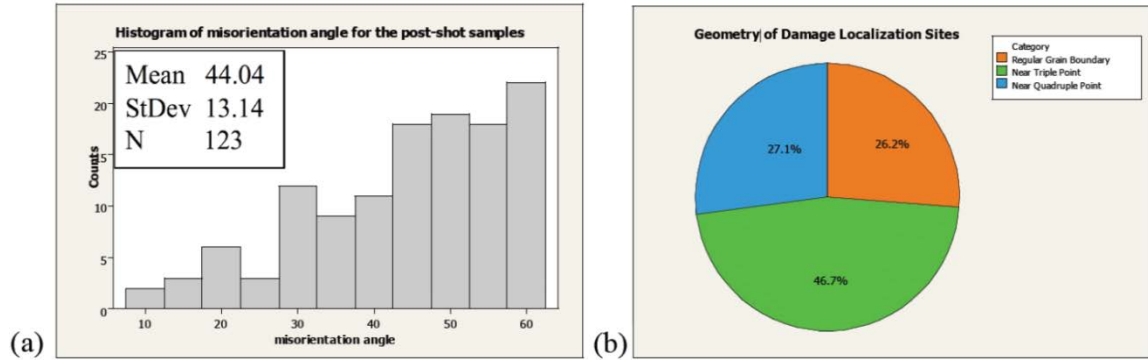 Histogram of misorientation angle for the post-shot samples
Mean 44.04
StDev 13.14
N 123
Counts
25
20
15
10
5
0
10 20 30 40 50 60
misorientation angle
(a)
Geometry of Damage Localization Sites
Category
Regular Grain Boundary
Near Triple Point
Near Quadruple Point
27.1%
26.2%
46.7%
(b)